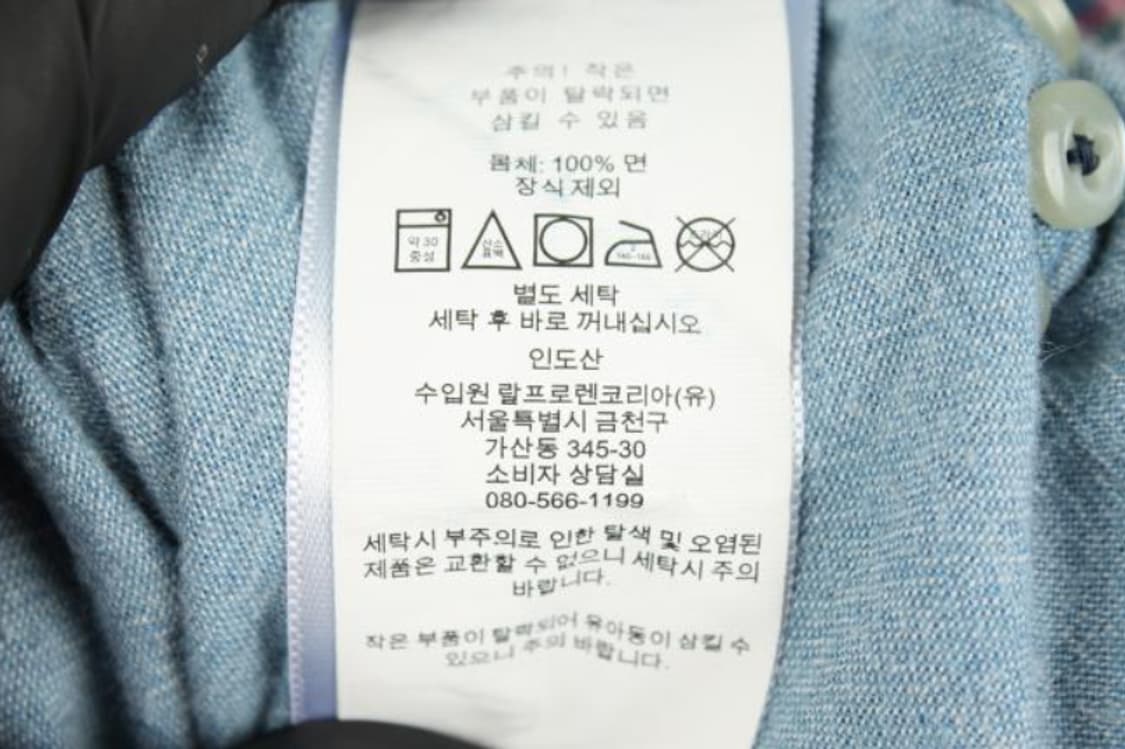 주의! 작은
부품이 탈락되면
삼킬 수 있음
몸체: 100% 면
장식 제외
약 30
중성
산소
표백
별도 세탁
세탁 후 바로 꺼내십시오
인도산
수입원 랄프로렌코리아(유)
서울특별시 금천구
가산동 345-30
소비자 상담실
080-566-1199
세탁시 부주의로 인한 탈색 및 오염된
제품은 교환할 수 없으니 세탁시 주의
바랍니다.
작은 부품이 탈락되어 유아동이 삼킬 수
있으니 주의 바랍니다.